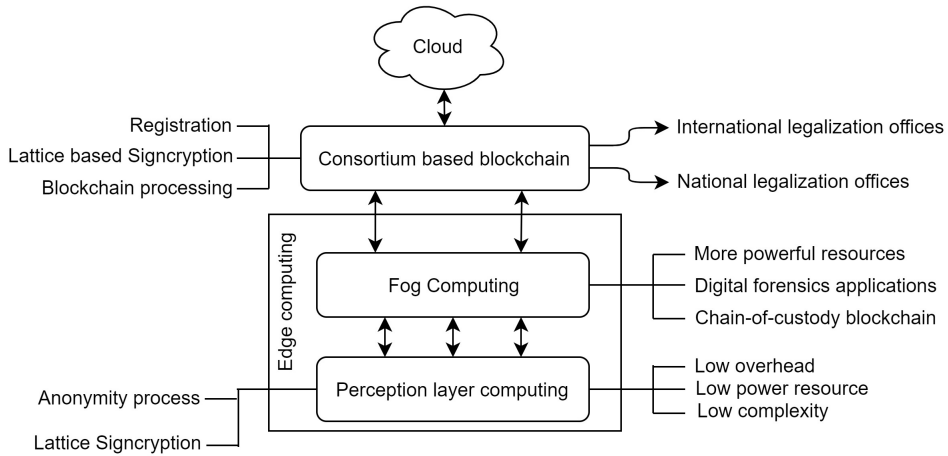 Cloud
Registration
Lattice based Signcryption
Blockchain processing
Consortium based blockchain
International legalization offices
National legalization offices
Edge computing
Fog Computing
More powerful resources
Digital forensics applications
Chain-of-custody blockchain
Perception layer computing
Low overhead
Low power resource
Low complexity
Anonymity process
Lattice Signcryption